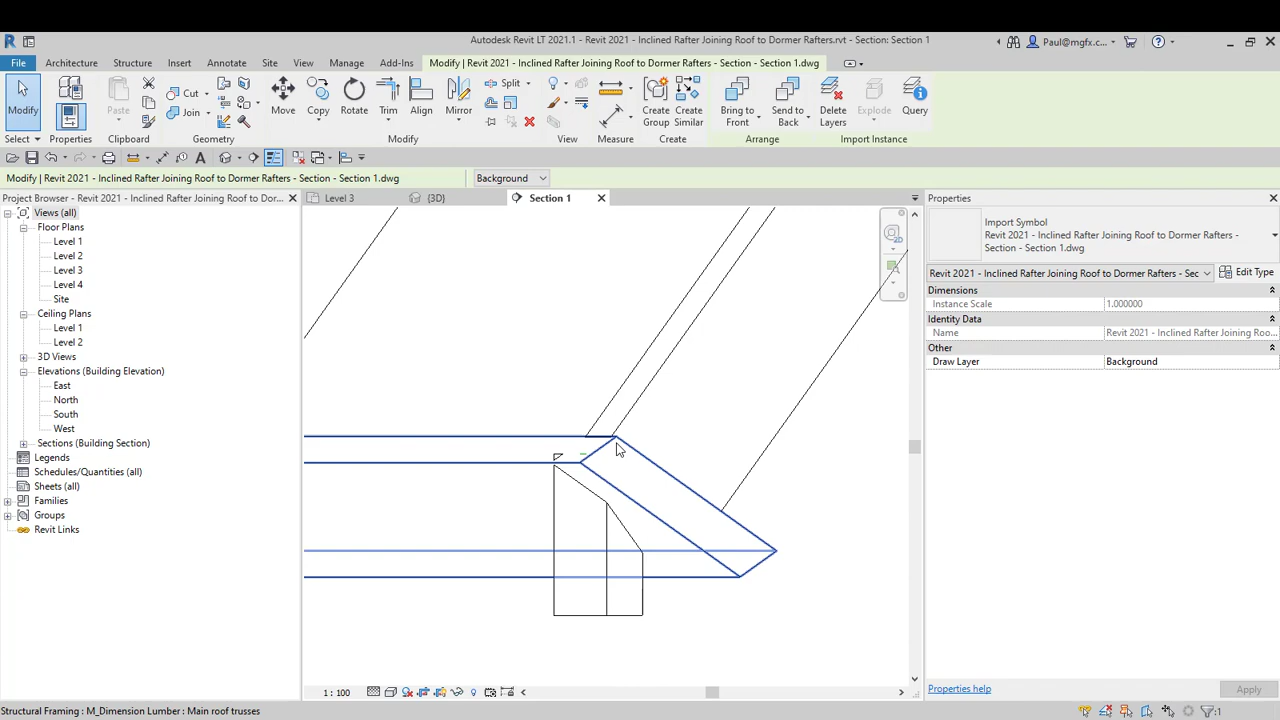 Autodesk Revit LT 2021.1 - Revit 2021 - Inclined Rafter Joining Roof to Dormer Rafters.rvt - Section: Section 1
Paul@mgfx.c...
File Architecture Structure Insert Annotate Site View Manage Add-Ins Modify | Revit 2021 - Inclined Rafter Joining Roof to Dormer Rafters - Section - Section 1.dwg
Modify Properties Paste Cut Join Move Copy Rotate Trim Align Mirror Split Create Group Create Similar Bring to Front Send to Back Delete Layers Explode Query
Select Clipboard Geometry Modify View Measure Create Arrange Import Instance
Modify | Revit 2021 - Inclined Rafter Joining Roof to Dormer Rafters - Section - Section 1.dwg Background
Project Browser - Revit 2021 - Inclined Rafter Joining Roof to Dor...
Level 3 {3D} Section 1
Views (all)
Floor Plans
Level 1
Level 2
Level 3
Level 4
Site
Ceiling Plans
Level 1
Level 2
3D Views
Elevations (Building Elevation)
East
North
South
West
Sections (Building Section)
Legends
Schedules/Quantities (all)
Sheets (all)
Families
Groups
Revit Links
2D
Properties
Import Symbol
Revit 2021 - Inclined Rafter Joining Roof to Dormer Rafters -
Section - Section 1.dwg
Revit 2021 - Inclined Rafter Joining Roof to Dormer Rafters - Sec Edit Type
Dimensions
Instance Scale 1.000000
Identity Data
Name Revit 2021 - Inclined Rafter Joining Roo...
Other
Draw Layer Background
Properties help Apply
1 : 100
Structural Framing : M_Dimension Lumber : Main roof trusses
:1